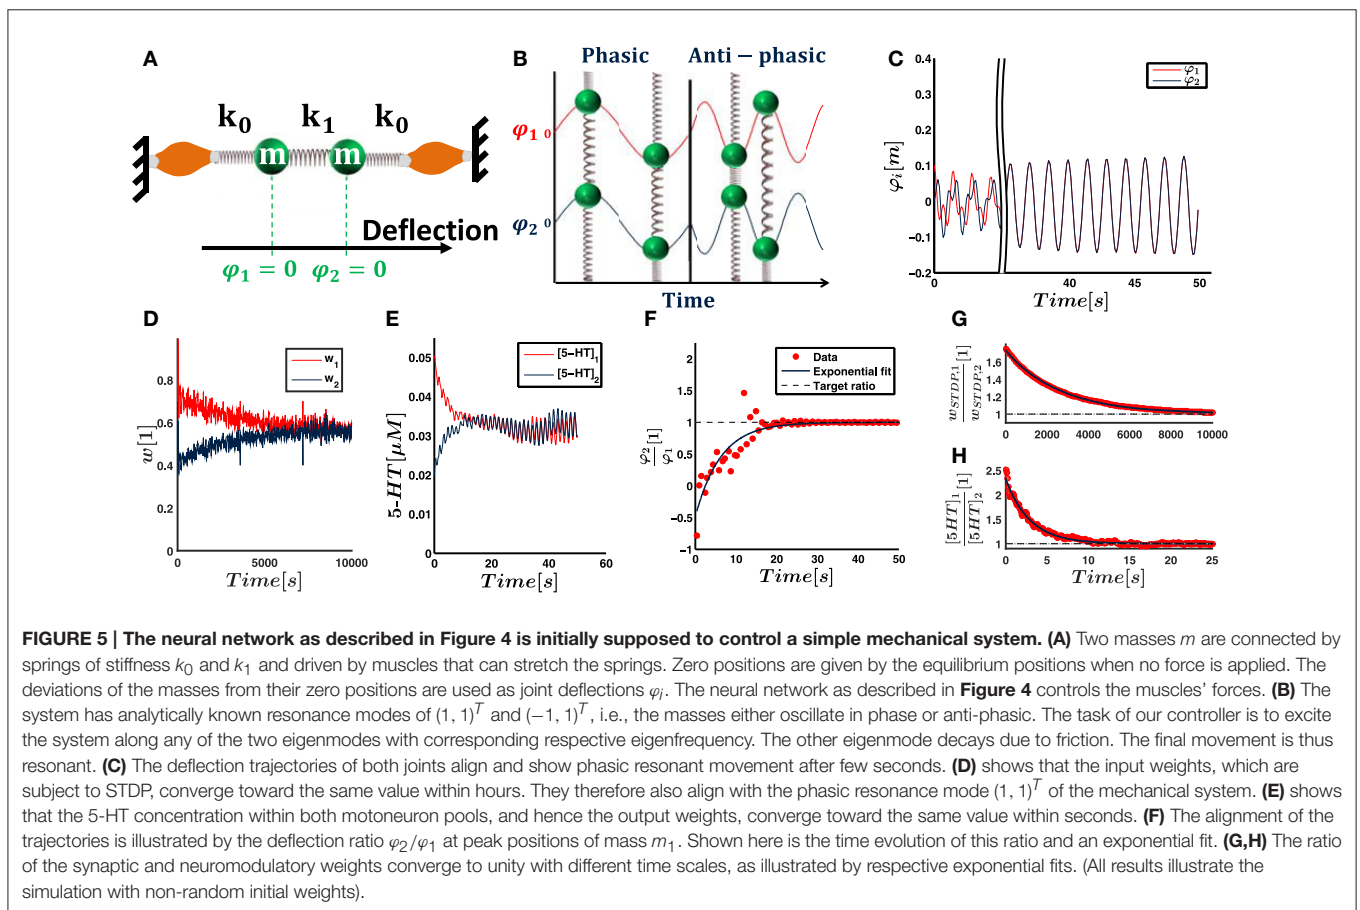 A
k₀ k₁ k₀
m m
Deflection
φ₁ = 0 φ₂ = 0
B
Phasic Anti – phasic
φ₁ 0
φ₂ 0
Time
C
φᵢ[m]
0.4
0.3
0.2
0.1
0
−0.1
−0.2
φ₁
φ₂
0 40 45 50
Time[s]
D
w[1]
0.8
0.6
0.4
0.2
0
w₁
w₂
0 5000 10000
Time[s]
E
5-HT[μM]
0.05
0.04
0.03
0.02
0.01
0
[5−HT]₁
[5−HT]₂
0 20 40 60
Time[s]
F
φ₂/φ₁[1]
2
1.5
1
0.5
0
−0.5
−1
Data
Exponential fit
Target ratio
0 10 20 30 40 50
Time[s]
G
w_STDP,1/w_STDP,2[1]
1.6
1.4
1.2
1
0 2000 4000 6000 8000 10000
H
[5HT]₁/[5HT]₂[1]
2.5
2
1.5
1
0 5 10 15 20 25
Time[s]
FIGURE 5 | The neural network as described in Figure 4 is initially supposed to control a simple mechanical system. (A) Two masses m are connected by
springs of stiffness k₀ and k₁ and driven by muscles that can stretch the springs. Zero positions are given by the equilibrium positions when no force is applied. The
deviations of the masses from their zero positions are used as joint deflections φⱼ. The neural network as described in Figure 4 controls the muscles' forces. (B) The
system has analytically known resonance modes of (1, 1)ᵀ and (−1, 1)ᵀ, i.e., the masses either oscillate in phase or anti-phasic. The task of our controller is to excite
the system along any of the two eigenmodes with corresponding respective eigenfrequency. The other eigenmode decays due to friction. The final movement is thus
resonant. (C) The deflection trajectories of both joints align and show phasic resonant movement after few seconds. (D) shows that the input weights, which are
subject to STDP, converge toward the same value within hours. They therefore also align with the phasic resonance mode (1, 1)ᵀ of the mechanical system. (E) shows
that the 5-HT concentration within both motoneuron pools, and hence the output weights, converge toward the same value within seconds. (F) The alignment of the
trajectories is illustrated by the deflection ratio φ₂/φ₁ at peak positions of mass m₁. Shown here is the time evolution of this ratio and an exponential fit. (G,H) The ratio
of the synaptic and neuromodulatory weights converge to unity with different time scales, as illustrated by respective exponential fits. (All results illustrate the
simulation with non-random initial weights).